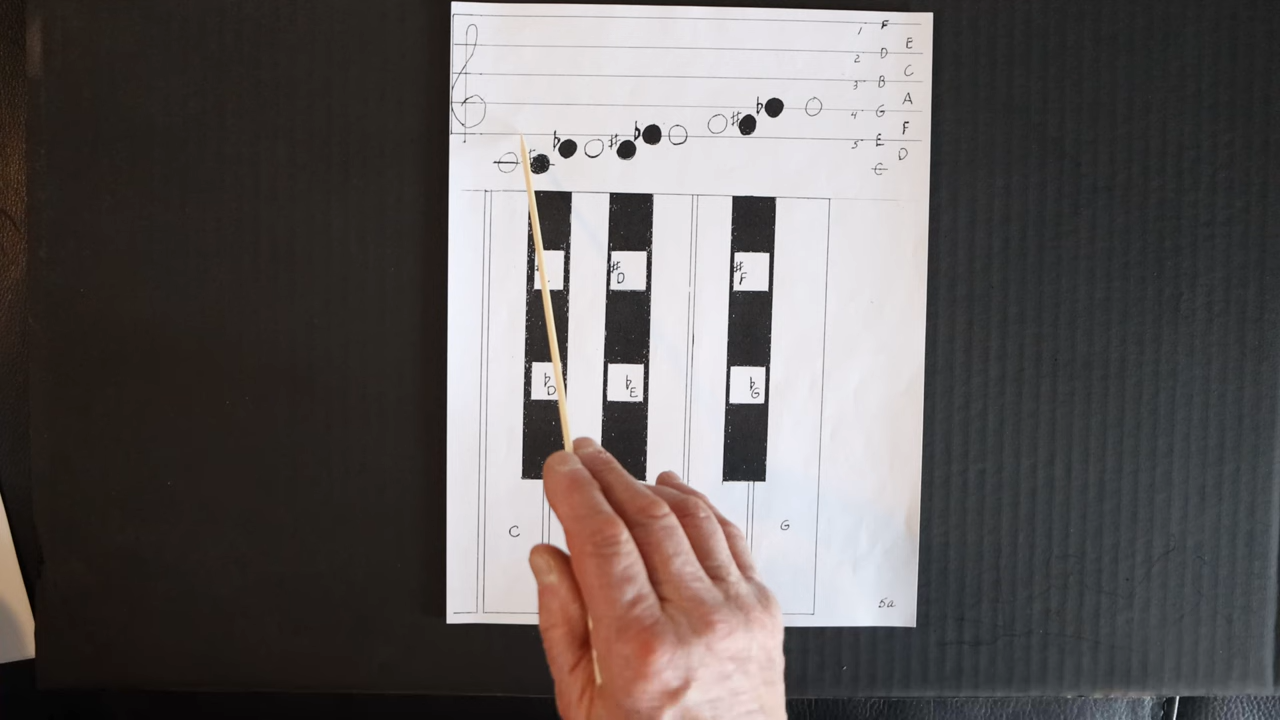 1 F
E
2 D
C
3 B
A
4 G
F
5 E
D
C
♭ ♯ ♭ ♯ ♭
♯
♯D
♯F
♭D
♭E
♭G
C
G
5a